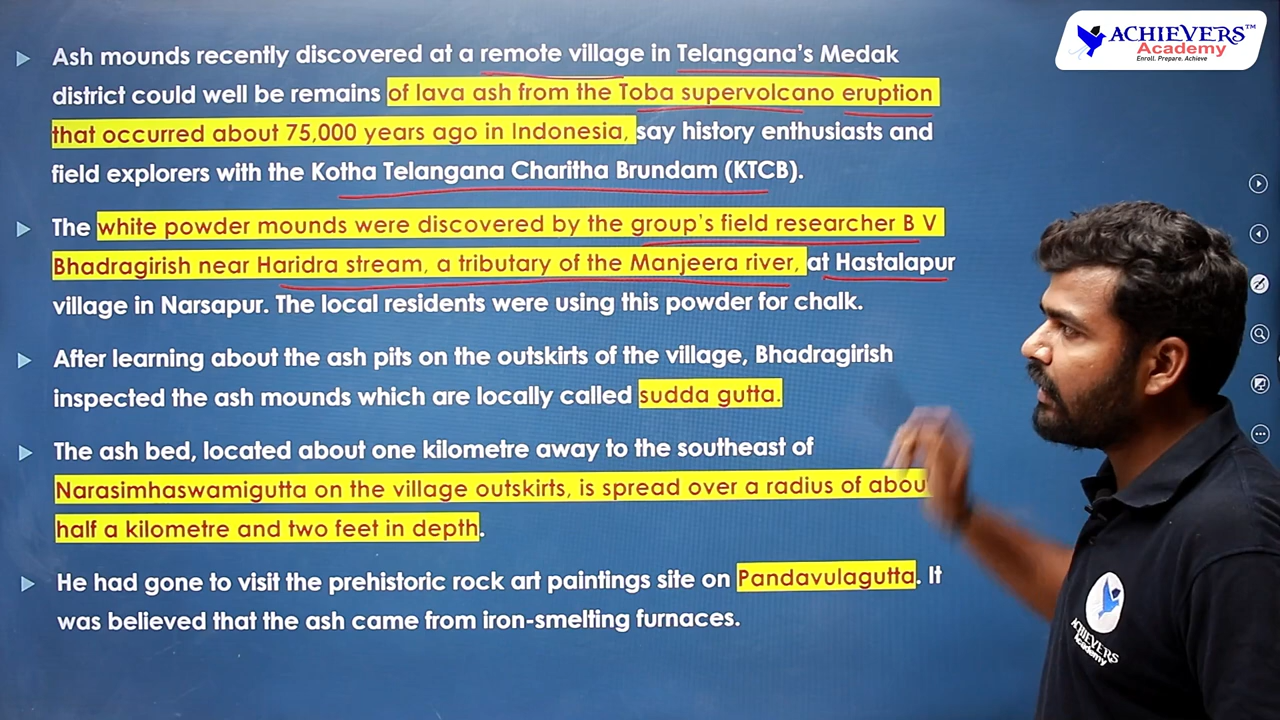 ACHIEVERS™
Academy
Enroll. Prepare. Achieve
Ash mounds recently discovered at a remote village in Telangana's Medak
district could well be remains of lava ash from the Toba supervolcano eruption
that occurred about 75,000 years ago in Indonesia, say history enthusiasts and
field explorers with the Kotha Telangana Charitha Brundam (KTCB).
The white powder mounds were discovered by the group's field researcher B V
Bhadragirish near Haridra stream, a tributary of the Manjeera river, at Hastalapur
village in Narsapur. The local residents were using this powder for chalk.
After learning about the ash pits on the outskirts of the village, Bhadragirish
inspected the ash mounds which are locally called sudda gutta.
The ash bed, located about one kilometre away to the southeast of
Narasimhaswamigutta on the village outskirts, is spread over a radius of abou
half a kilometre and two feet in depth.
He had gone to visit the prehistoric rock art paintings site on Pandavulagutta. It
was believed that the ash came from iron-smelting furnaces.
ACHIEVERS
Academy